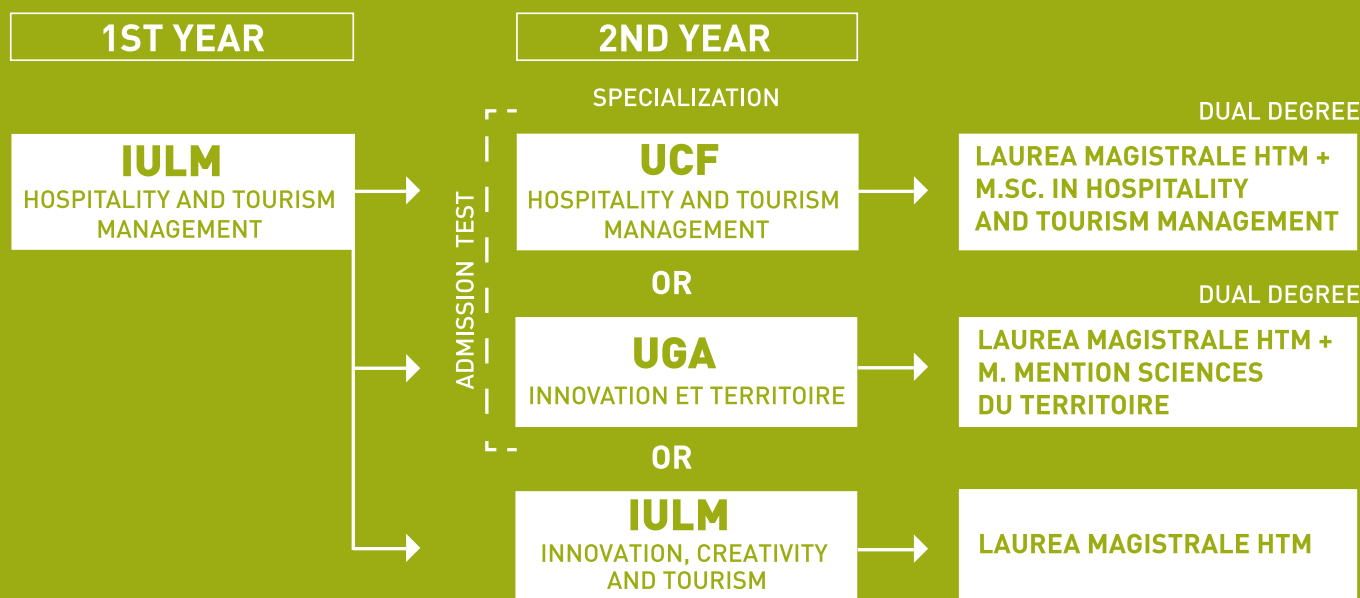 1ST YEAR
2ND YEAR
SPECIALIZATION
ADMISSION TEST
IULM
HOSPITALITY AND TOURISM
MANAGEMENT
UCF
HOSPITALITY AND TOURISM
MANAGEMENT
DUAL DEGREE
LAUREA MAGISTRALE HTM +
M.SC. IN HOSPITALITY
AND TOURISM MANAGEMENT
OR
UGA
INNOVATION ET TERRITOIRE
DUAL DEGREE
LAUREA MAGISTRALE HTM +
M. MENTION SCIENCES
DU TERRITOIRE
OR
IULM
INNOVATION, CREATIVITY
AND TOURISM
LAUREA MAGISTRALE HTM